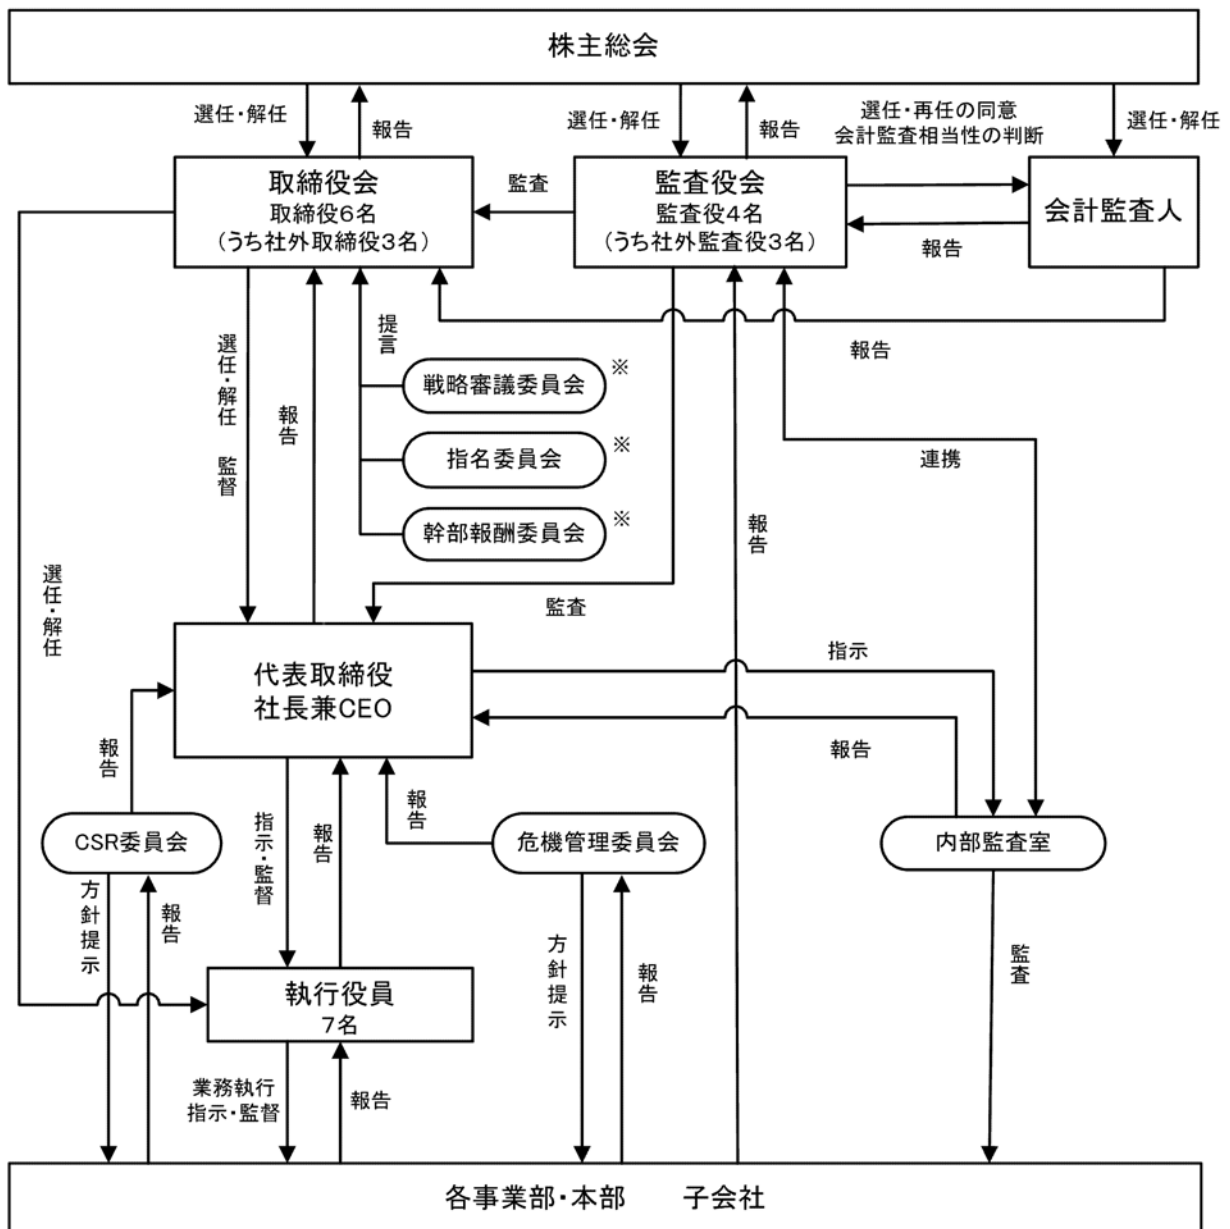 株主総会
選任・解任
報告
選任・解任
報告
選任・再任の同意
会計監査相当性の判断
選任・解任
取締役会
取締役6名
(うち社外取締役3名)
監査
監査役会
監査役4名
(うち社外監査役3名)
報告
会計監査人
選任・解任 監督
報告
提言
戦略審議委員会
※
指名委員会
※
幹部報酬委員会
※
報告
連携
報告
監査
選任・解任
代表取締役
社長兼CEO
指示
報告
報告
CSR委員会
指示・監督
報告
報告
危機管理委員会
内部監査室
方針提示
報告
方針提示
報告
監査
執行役員
7名
業務執行
指示・監督
報告
各事業部・本部 子会社